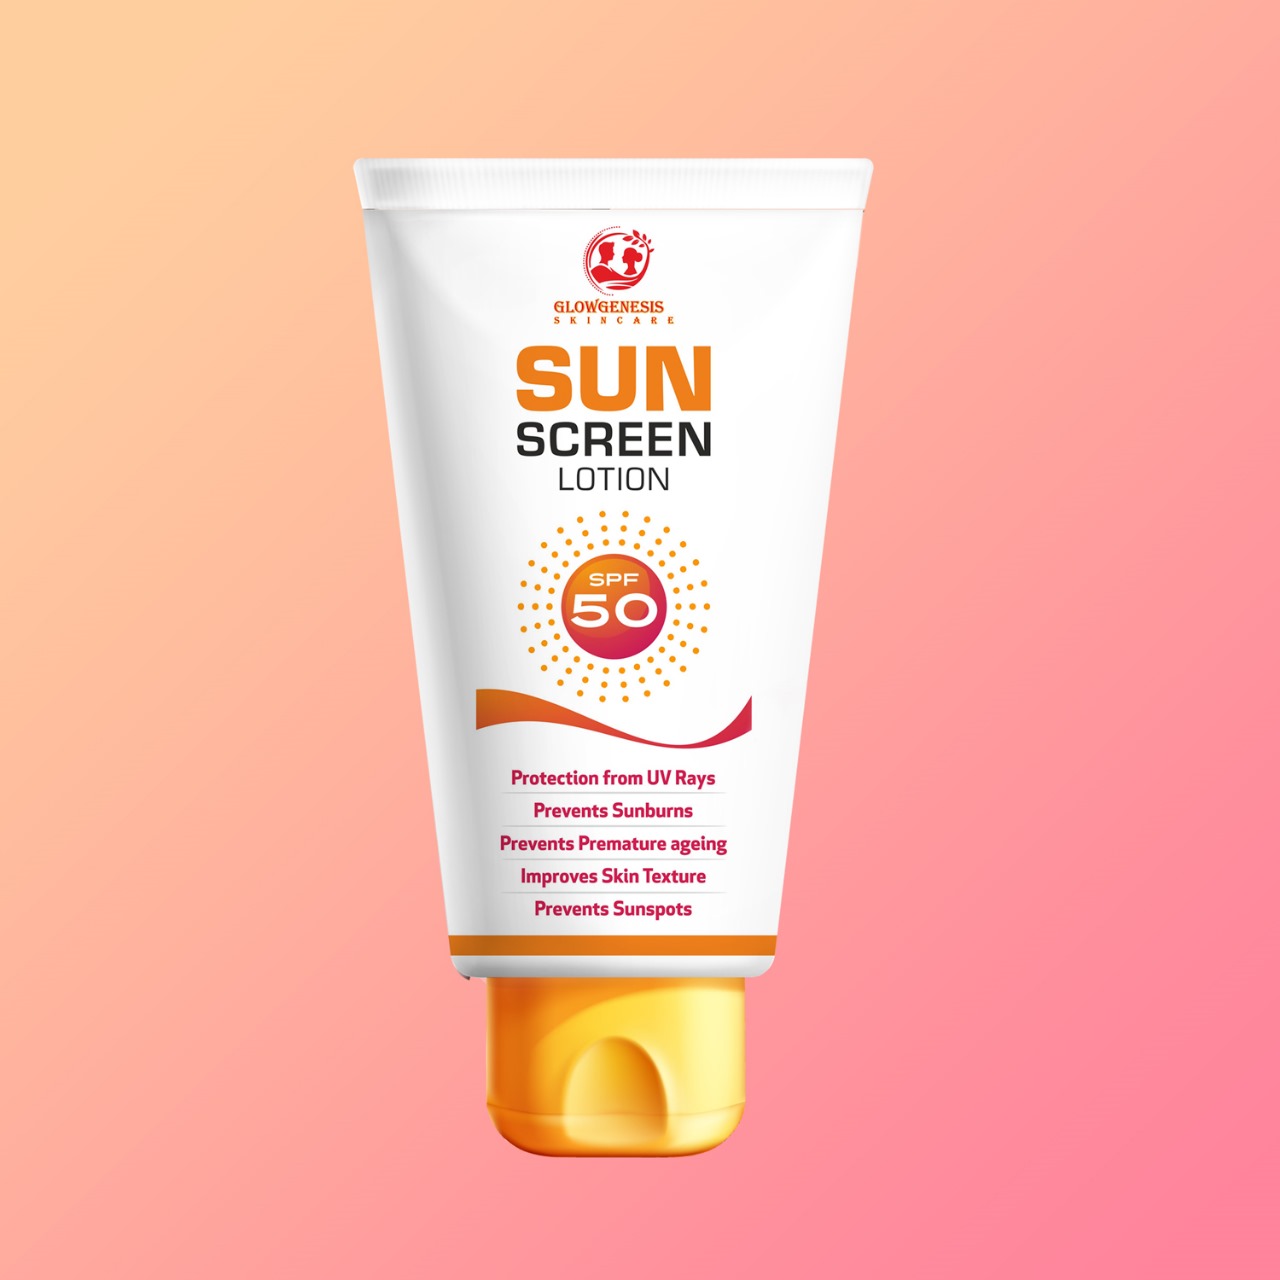 GLOWGENESIS
SKINCARE
SUN
SCREEN
LOTION
SPF
50
Protection from UV Rays
Prevents Sunburns
Prevents Premature ageing
Improves Skin Texture
Prevents Sunspots